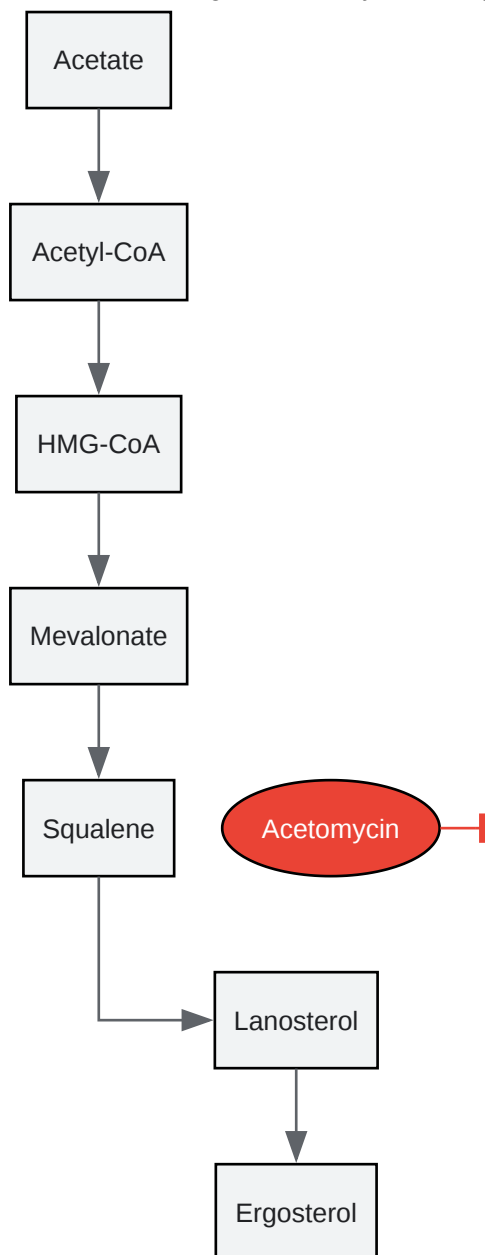 Acetate
Acetyl-CoA
HMG-CoA
Mevalonate
Squalene
Acetomycin
Lanosterol
Ergosterol